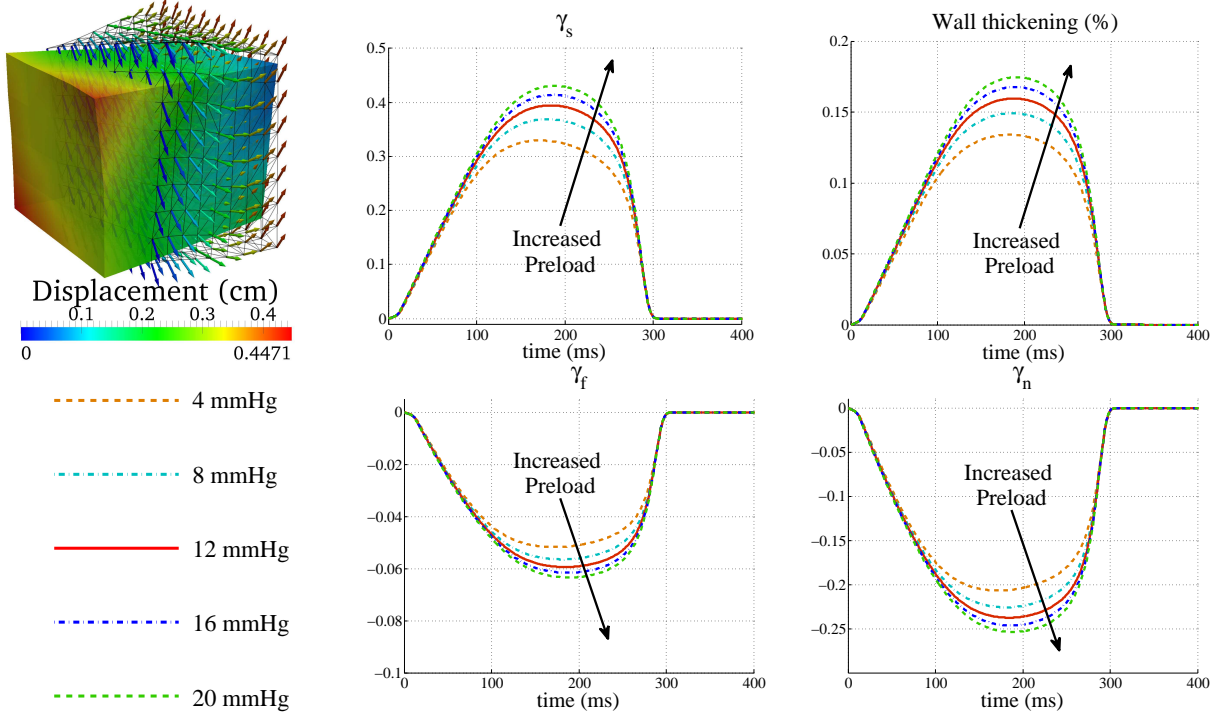 Displacement (cm)
0.1 0.2 0.3 0.4
0 0.4471
4 mmHg
8 mmHg
12 mmHg
16 mmHg
20 mmHg
γs
0.5
0.4
0.3
0.2
0.1
0
Increased
Preload
0 100 200 300 400
time (ms)
Wall thickening (%)
0.2
0.15
0.1
0.05
0
Increased
Preload
0 100 200 300 400
time (ms)
γf
0
−0.02
−0.04
−0.06
−0.08
−0.1
Increased
Preload
0 100 200 300 400
time (ms)
γn
0
−0.05
−0.1
−0.15
−0.2
−0.25
Increased
Preload
0 100 200 300 400
time (ms)